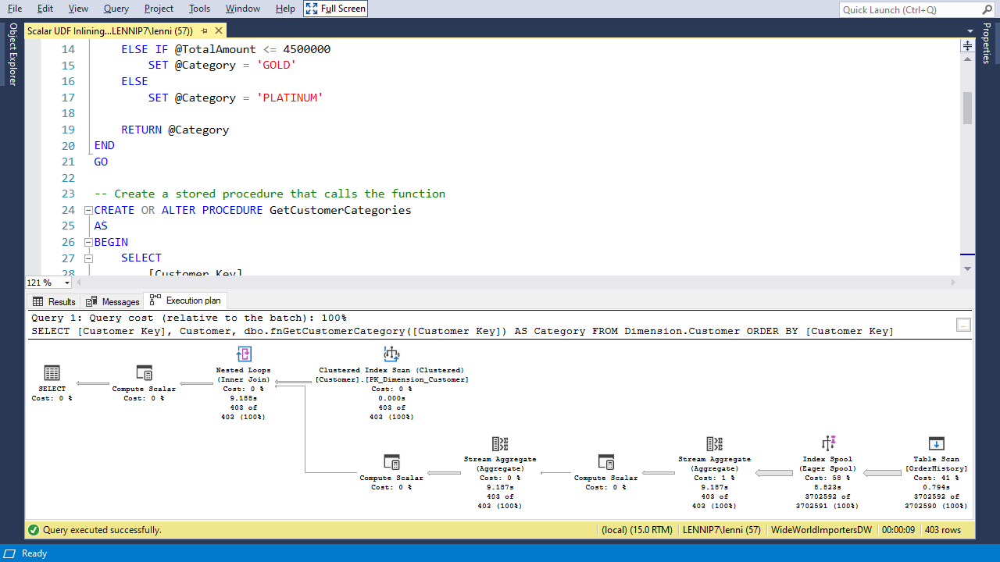 File Edit View Query Project Tools Window Help Full Screen
Quick Launch (Ctrl+Q)
Object Explorer
Scalar UDF Inlining...LENNIP7\lenni (57))
Properties
14 ELSE IF @TotalAmount <= 4500000
15 SET @Category = 'GOLD'
16 ELSE
17 SET @Category = 'PLATINUM'
18
19 RETURN @Category
20 END
21 GO
22
23 -- Create a stored procedure that calls the function
24 CREATE OR ALTER PROCEDURE GetCustomerCategories
25 AS
26 BEGIN
27 SELECT
28 [Customer Key]
121 %
Results Messages Execution plan
Query 1: Query cost (relative to the batch): 100%
SELECT [Customer Key], Customer, dbo.fnGetCustomerCategory([Customer Key]) AS Category FROM Dimension.Customer ORDER BY [Customer Key]
...
SELECT
Cost: 0 %
Compute Scalar
Cost: 0 %
Nested Loops
(Inner Join)
Cost: 0 %
9.188s
403 of
403 (100%)
Clustered Index Scan (Clustered)
[Customer].[PK_Dimension_Customer]
Cost: 0 %
0.000s
403 of
403 (100%)
Compute Scalar
Cost: 0 %
Stream Aggregate
(Aggregate)
Cost: 0 %
9.187s
403 of
403 (100%)
Compute Scalar
Cost: 0 %
Stream Aggregate
(Aggregate)
Cost: 1 %
9.187s
403 of
403 (100%)
Index Spool
(Eager Spool)
Cost: 58 %
8.823s
3702592 of
3702591 (100%)
Table Scan
[OrderHistory]
Cost: 41 %
0.794s
3702592 of
3702590 (100%)
Query executed successfully.
(local) (15.0 RTM) LENNIP7\lenni (57) WideWorldImportersDW 00:00:09 403 rows
Ready